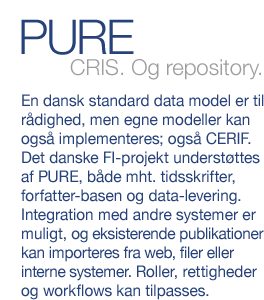 PURE
CRIS. Og repository.
En dansk standard data model er til
rådighed, men egne modeller kan
også implementeres; også CERIF.
Det danske FI-projekt understøttes
af PURE, både mht. tidsskrifter,
forfatter-basen og data-levering.
Integration med andre systemer er
muligt, og eksisterende publikationer
kan importeres fra web, filer eller
interne systemer. Roller, rettigheder
og workflows kan tilpasses.